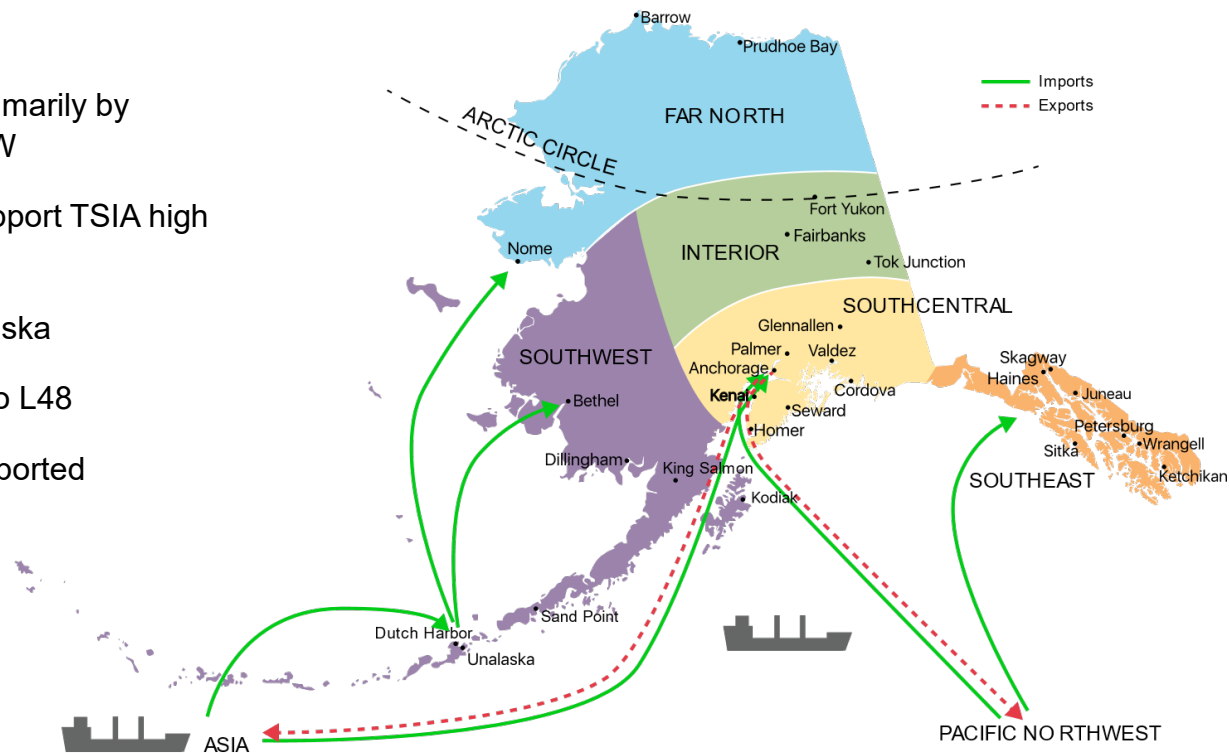 marily by
W
pport TSIA high
ska
o L48
ported
Barrow
Prudhoe Bay
Imports
Exports
FAR NORTH
ARCTIC CIRCLE
Fort Yukon
Fairbanks
INTERIOR
Tok Junction
Nome
SOUTHCENTRAL
Glennallen
SOUTHWEST
Palmer
Valdez
Anchorage
Skagway
Haines
Kenai
Cordova
Juneau
Bethel
Seward
Homer
Petersburg
Sitka
Wrangell
Dillingham
King Salmon
SOUTHEAST
Ketchikan
Kodiak
Sand Point
Dutch Harbor
Unalaska
ASIA
PACIFIC NO RTHWEST